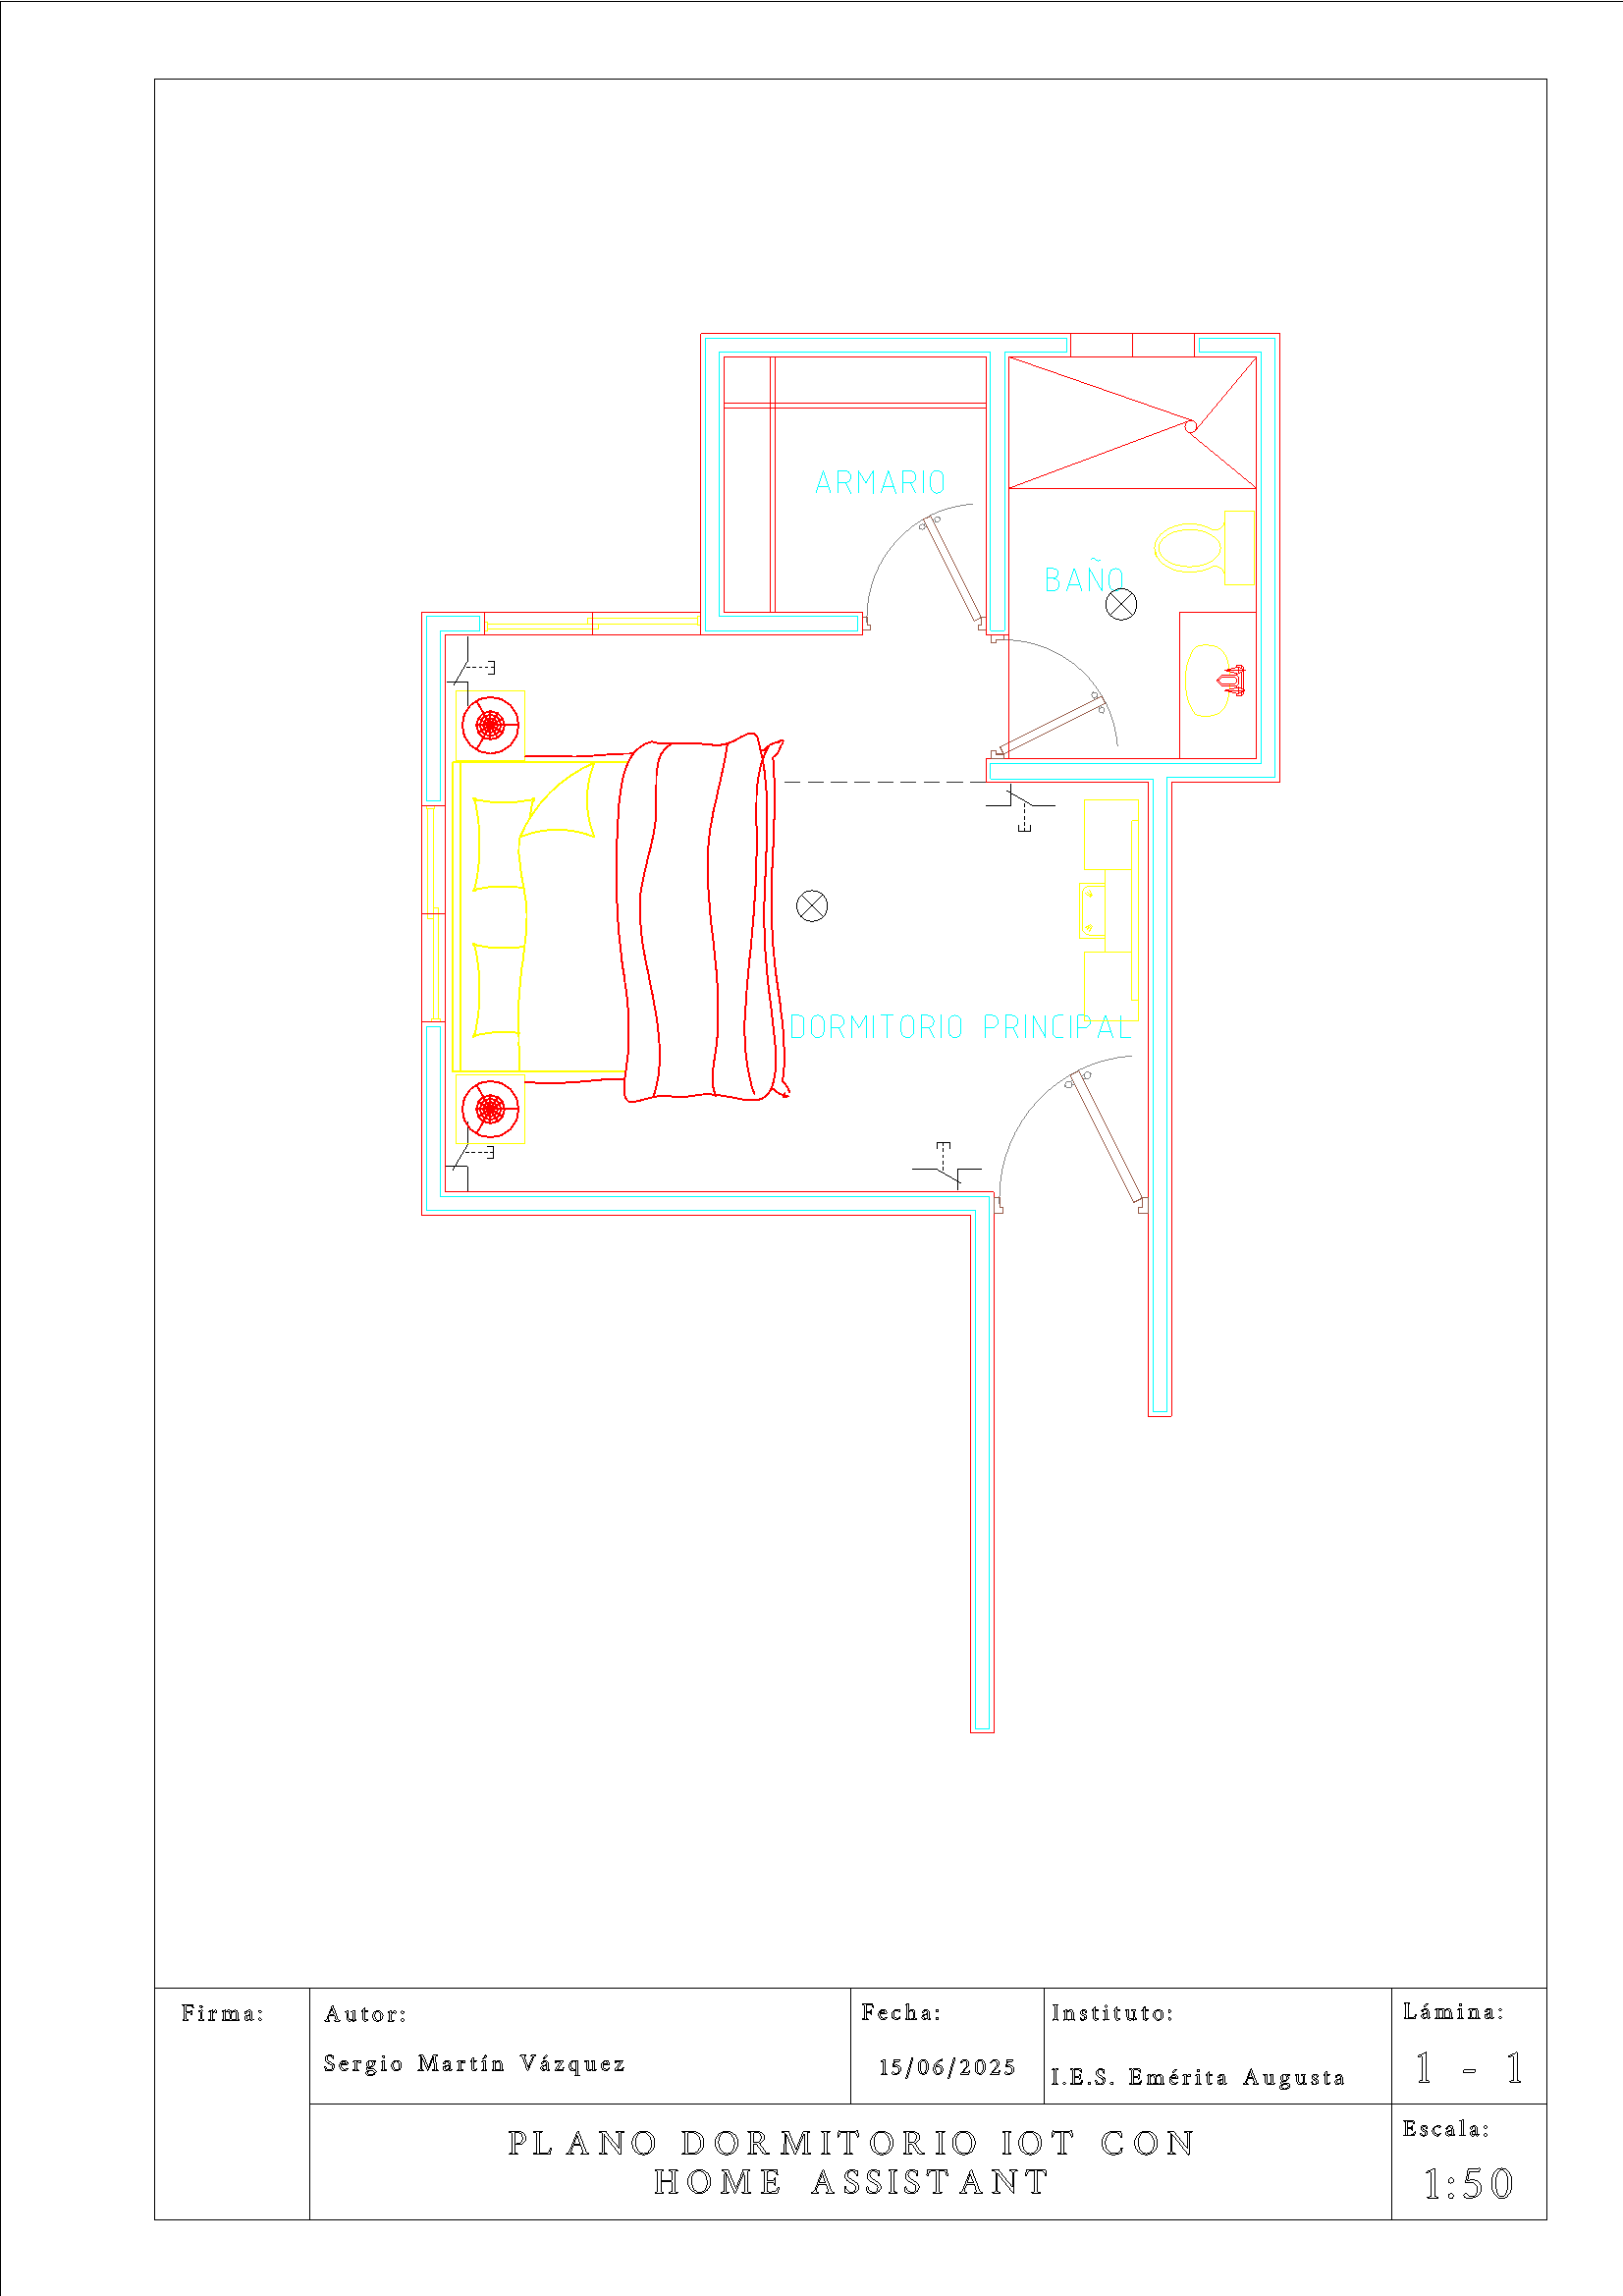 ARMARIO
BAÑO
DORMITORIO PRINCIPAL
Firma:
Autor:
Fecha:
Instituto:
Lámina:
Sergio Martín Vázquez
15/06/2025
I.E.S. Emérita Augusta
1 - 1
PLANO DORMITORIO IOT CON
HOME ASSISTANT
Escala:
1:50